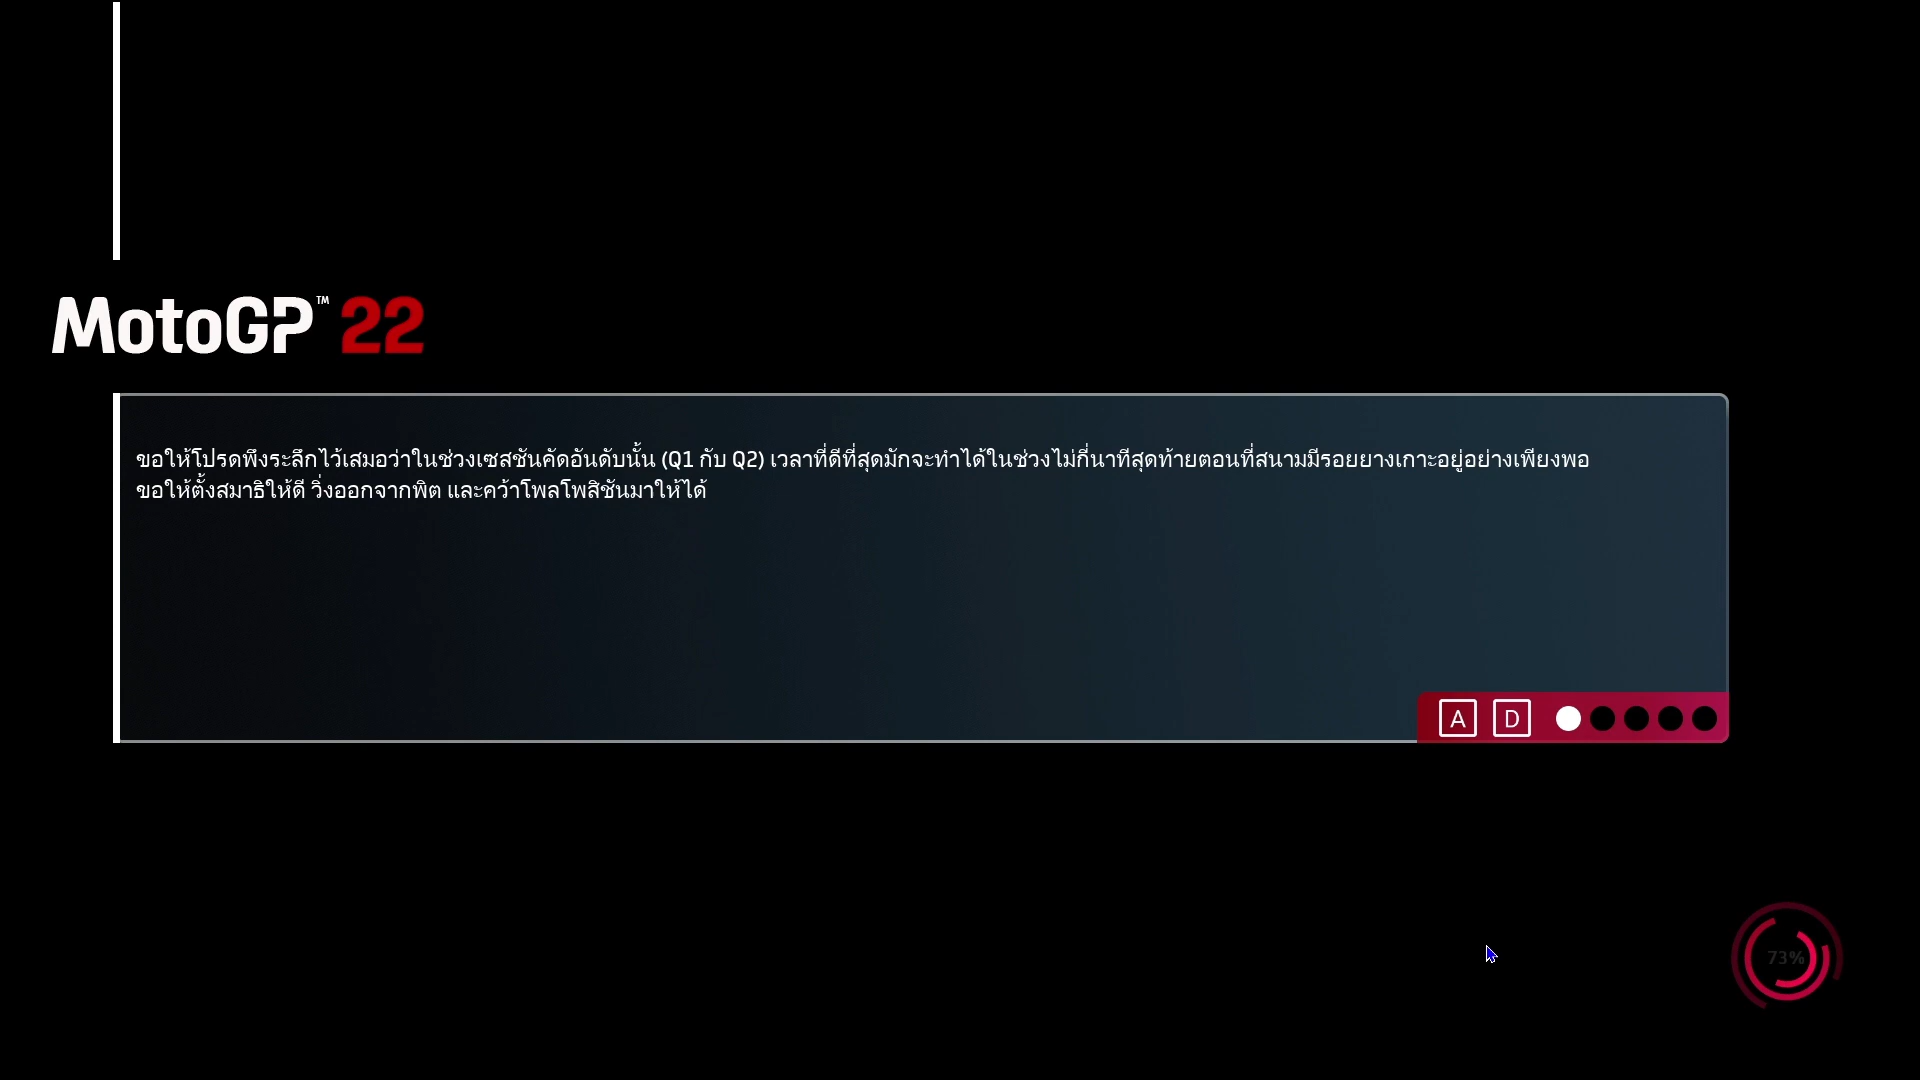 MotoGP™22
ขอให้โปรดพึงระลึกไว้เสมอว่าในช่วงเซสชันคัดอันดับนั้น (Q1 กับ Q2) เวลาที่ดีที่สุดมักจะทำได้ในช่วงไม่กี่นาทีสุดท้ายตอนที่สนามมีรอยยางเกาะอยู่อย่างเพียงพอ
ขอให้ตั้งสมาธิให้ดี วิ่งออกจากพิต และคว้าโพลโพสิชันมาให้ได้
A D
73%